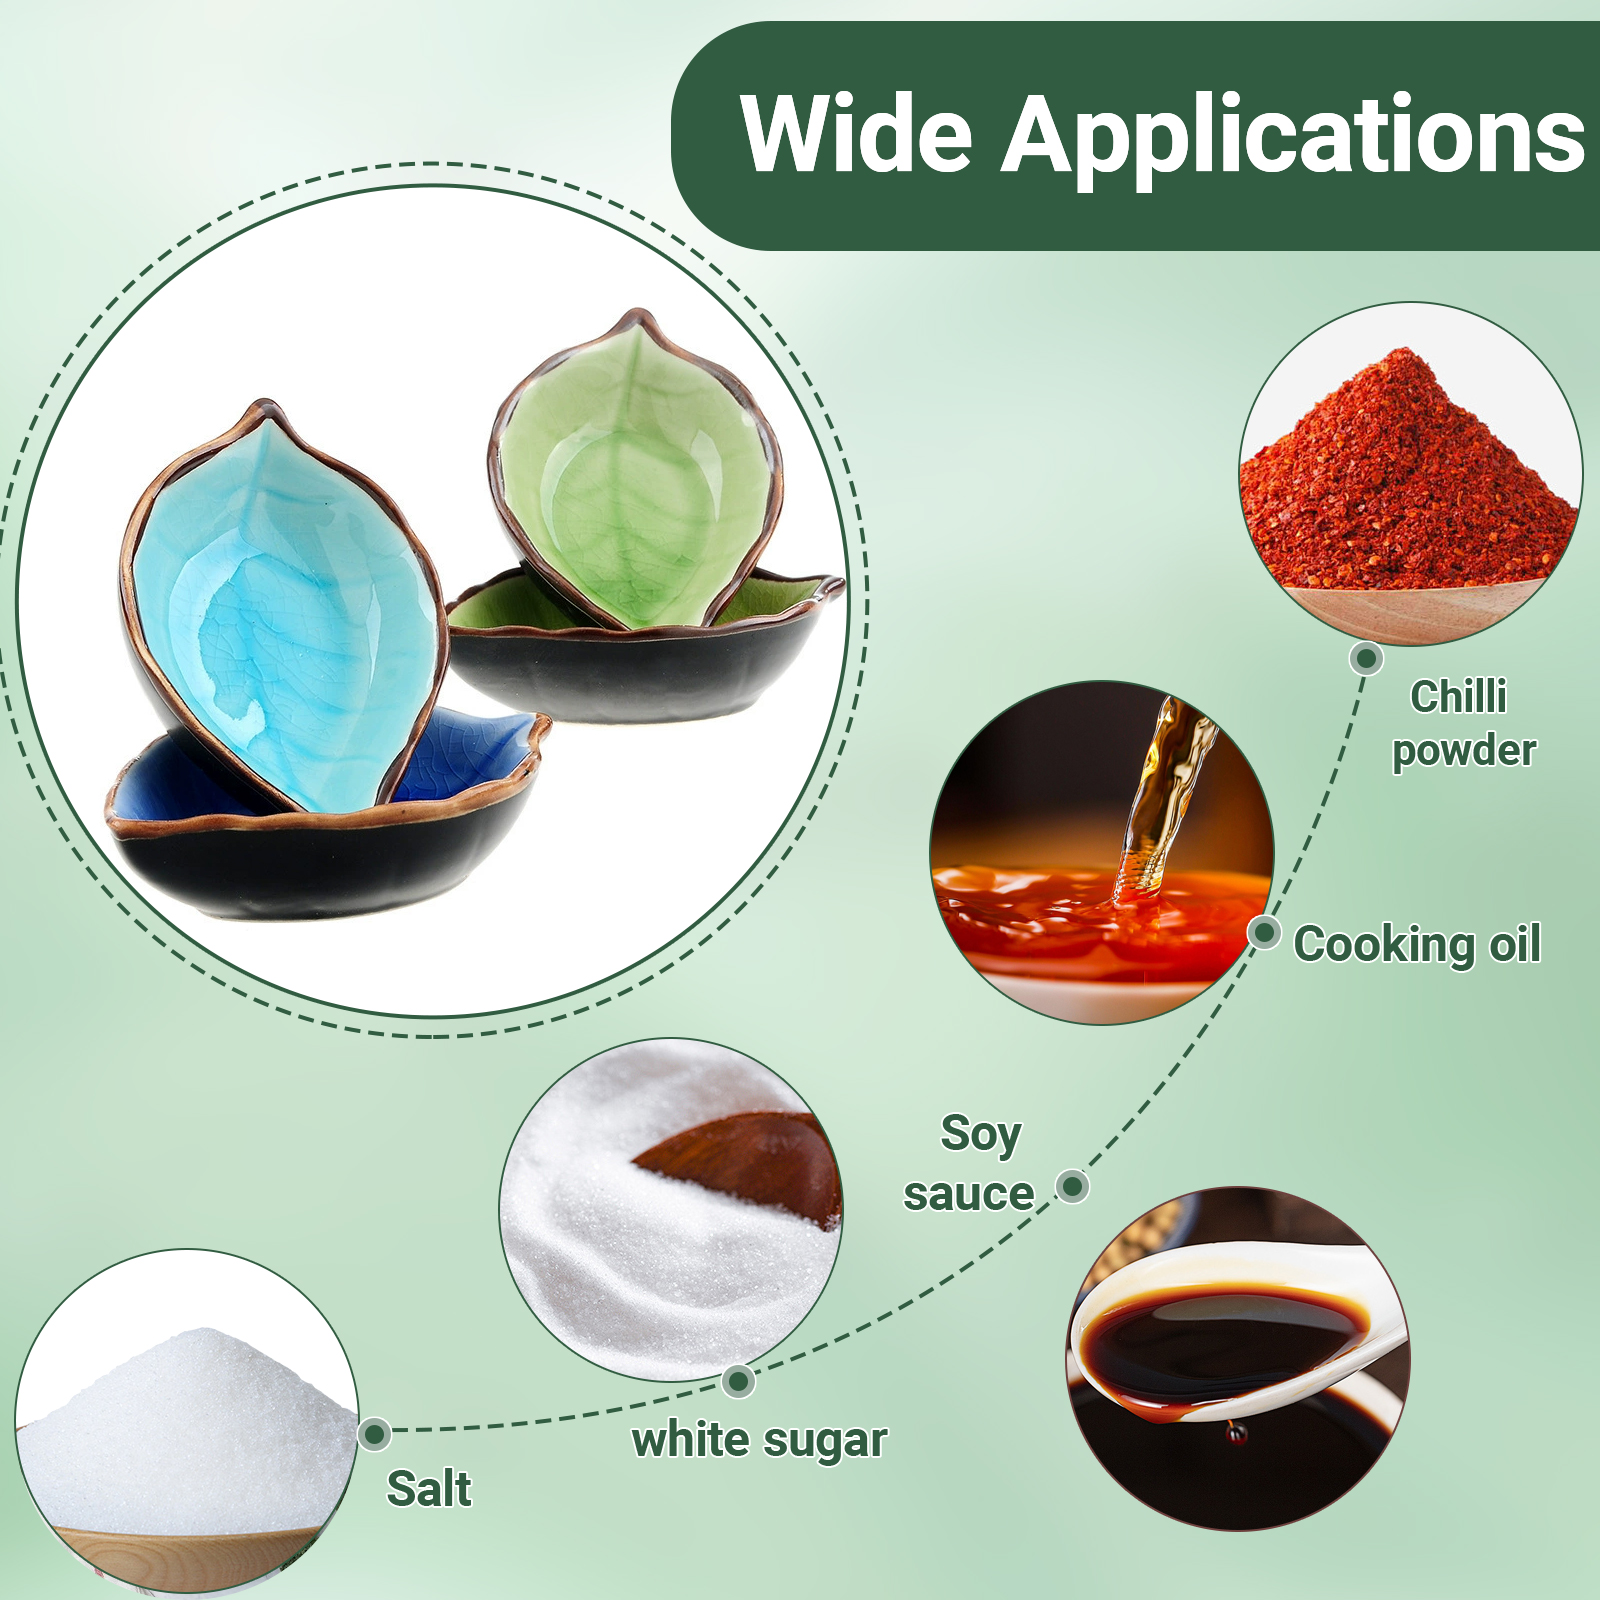 Wide Applications
Chilli
powder
Cooking oil
Soy
sauce
white sugar
Salt